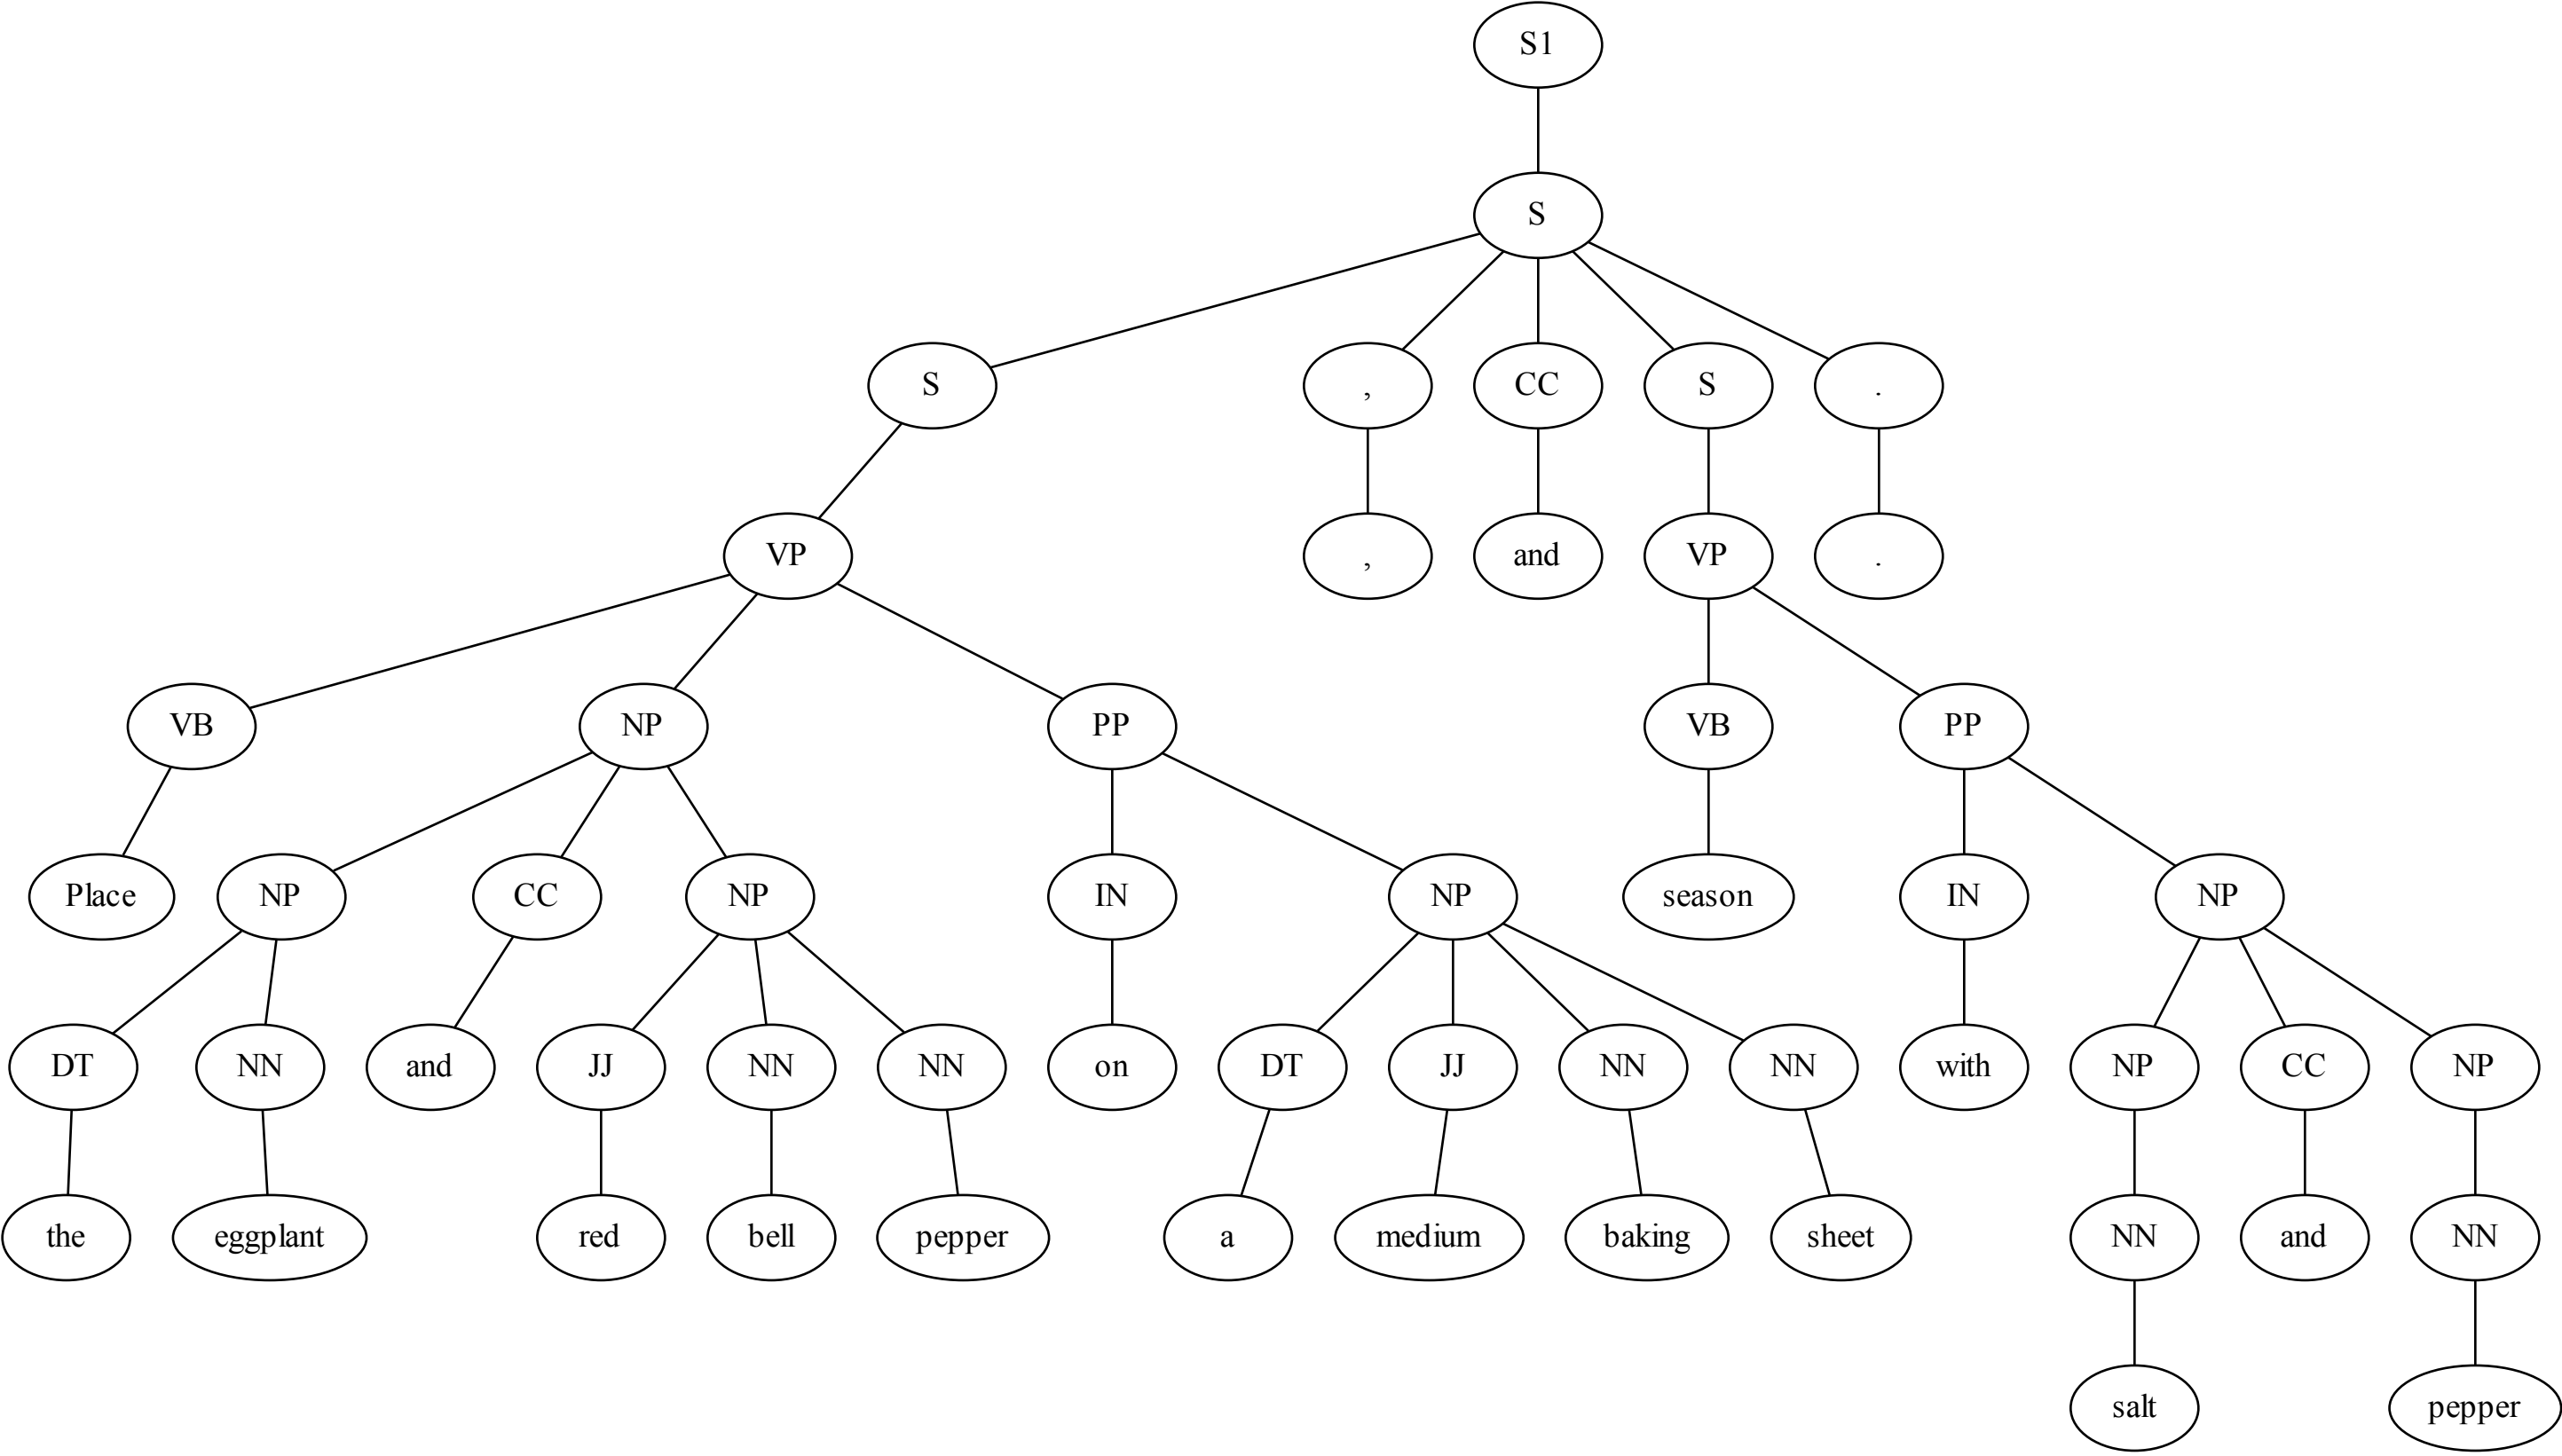 S1
S
S , CC S .
VP , and VP .
VB NP PP VB PP
Place NP CC NP IN NP season IN NP
DT NN and JJ NN NN on DT JJ NN NN with NP CC NP
the eggplant red bell pepper a medium baking sheet NN and NN
salt pepper